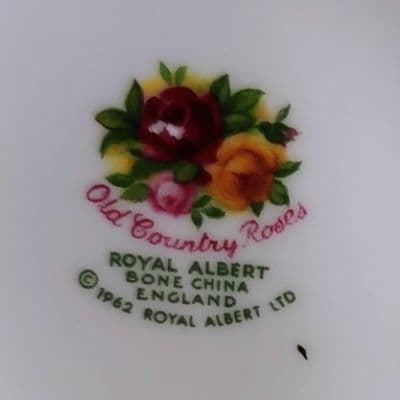 Old Country Roses
ROYAL ALBERT
BONE CHINA
ENGLAND
© 1962 ROYAL ALBERT LTD